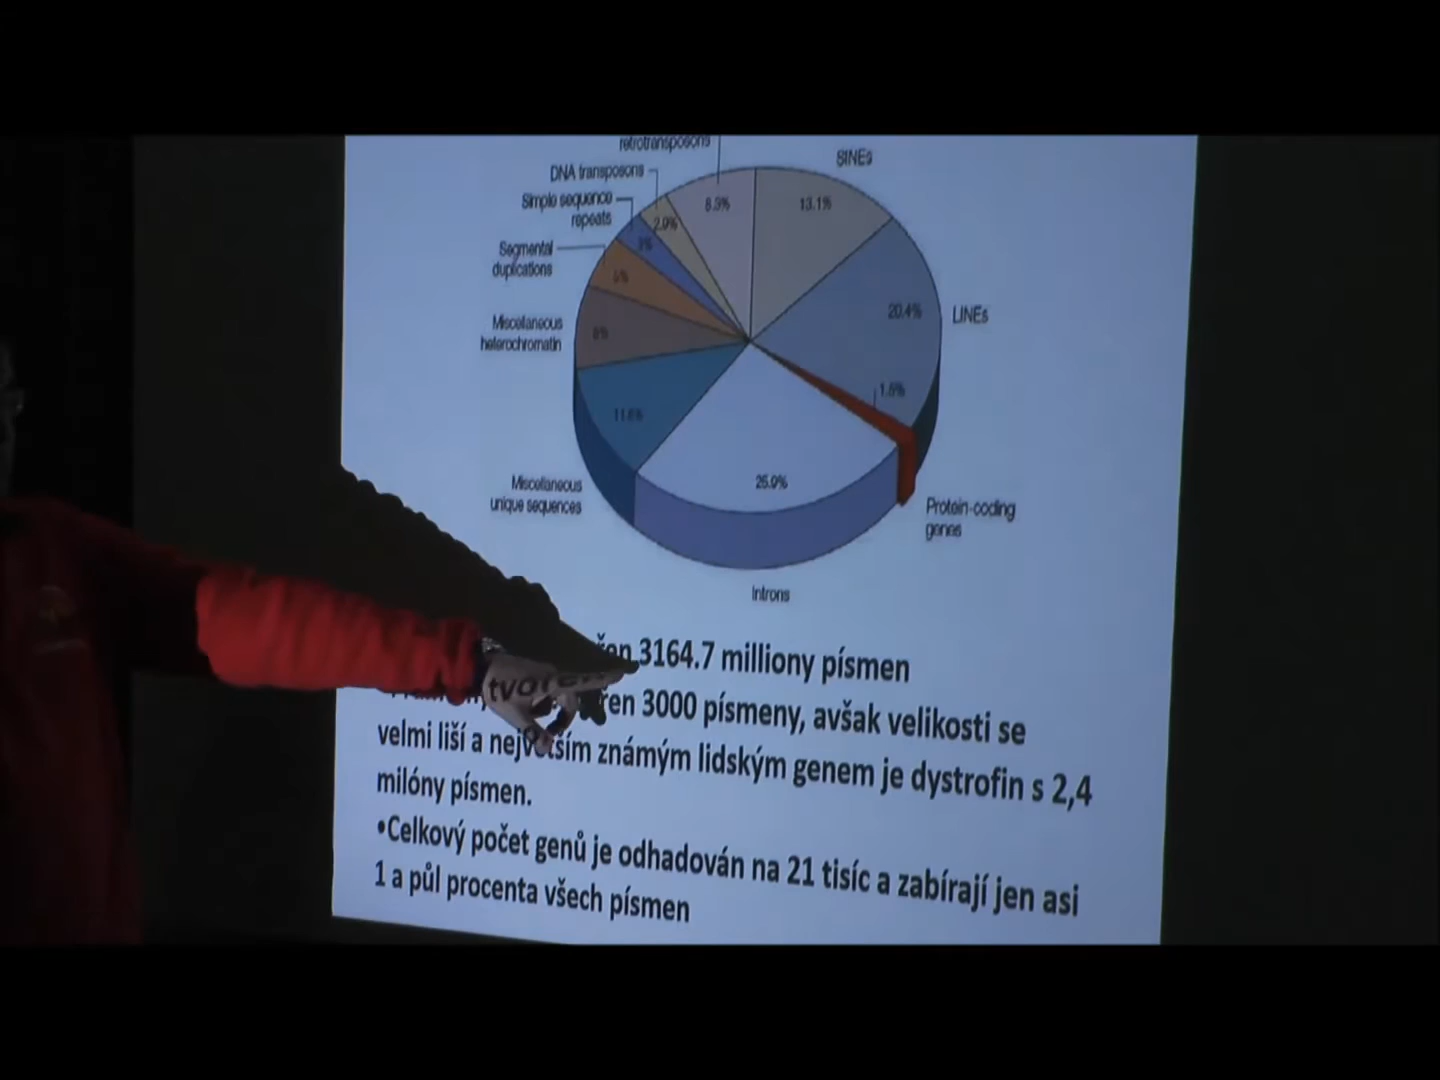 retrotransposons
SINEs
DNA transposons
8.3%
13.1%
Simple sequence
repeats
2.9%
3%
Segmental
duplications
5%
20.4%
LINEs
Miscellaneous
heterochromatin
8%
1.5%
11.6%
25.9%
Miscellaneous
unique sequences
Protein-coding
genes
Introns
tvořen 3164.7 milliony písmen
3000 písmeny, avšak velikosti se
velmi liší a největším známým lidským genem je dystrofin s 2,4
milóny písmen.
•Celkový počet genů je odhadován na 21 tisíc a zabírají jen asi
1 a půl procenta všech písmen